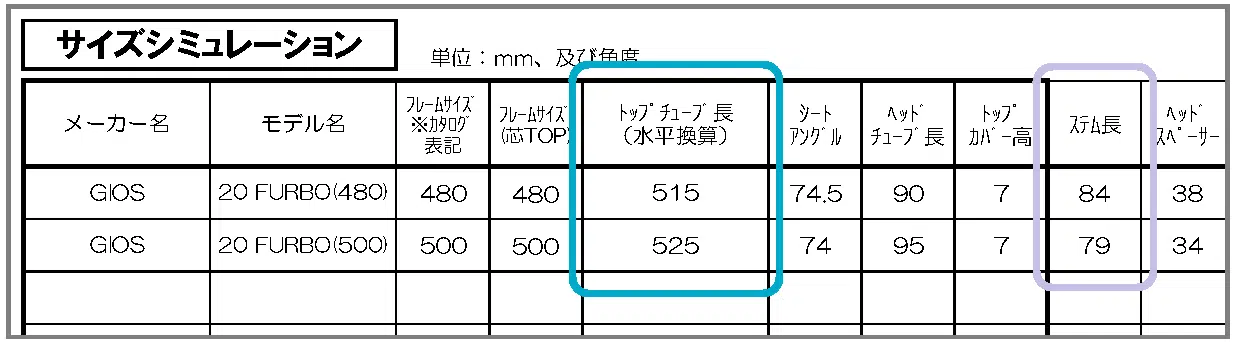 サイズシミュレーション
単位：mm、及び角度
メーカー名 モデル名 ﾌﾚｰﾑｻｲｽﾞ ※ｶﾀﾛｸﾞ 表記 ﾌﾚｰﾑｻｲｽﾞ (芯TOP) ﾄｯﾌﾟﾁｭｰﾌﾞ長 (水平換算) ｼｰﾄ ｱﾝｸﾞﾙ ﾍｯﾄﾞ ﾁｭｰﾌﾞ長 ﾄｯﾌﾟ ｶﾊﾞｰ高 ｽﾃﾑ長 ﾍｯﾄﾞ ｽﾍﾟｰｻｰ
GIOS 20 FURBO(480) 480 480 515 74.5 90 7 84 38
GIOS 20 FURBO(500) 500 500 525 74 95 7 79 34